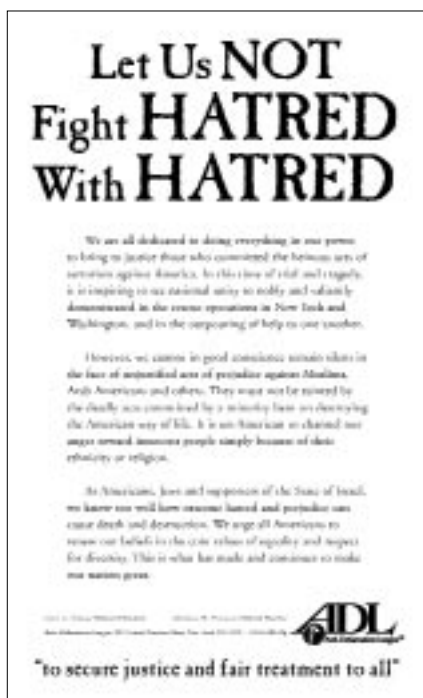 Let Us NOT
Fight HATRED
With HATRED
We are all dedicated to doing everything in our power
to bring to justice those who committed the heinous acts of
terrorism against America. In this time of trial and tragedy,
it is inspiring to see national unity so nobly and valiantly
demonstrated in the rescue operations in New York and
Washington, and in the outpouring of help to one another.
However, we cannot in good conscience remain silent in
the face of unjustified acts of prejudice against Muslims,
Arab Americans and others. They must not be tainted by
the deadly acts committed by a minority bent on destroying
the American way of life. It is not American to channel our
anger toward innocent people simply because of their
ethnicity or religion.
As Americans, Jews and supporters of the State of Israel,
we know too well how extreme hatred and prejudice can
cause death and destruction. We urge all Americans to
renew our beliefs in the core values of equality and respect
for diversity. This is what has made and continues to make
our nation great.
ADL
Anti-Defamation League
"to secure justice and fair treatment to all"